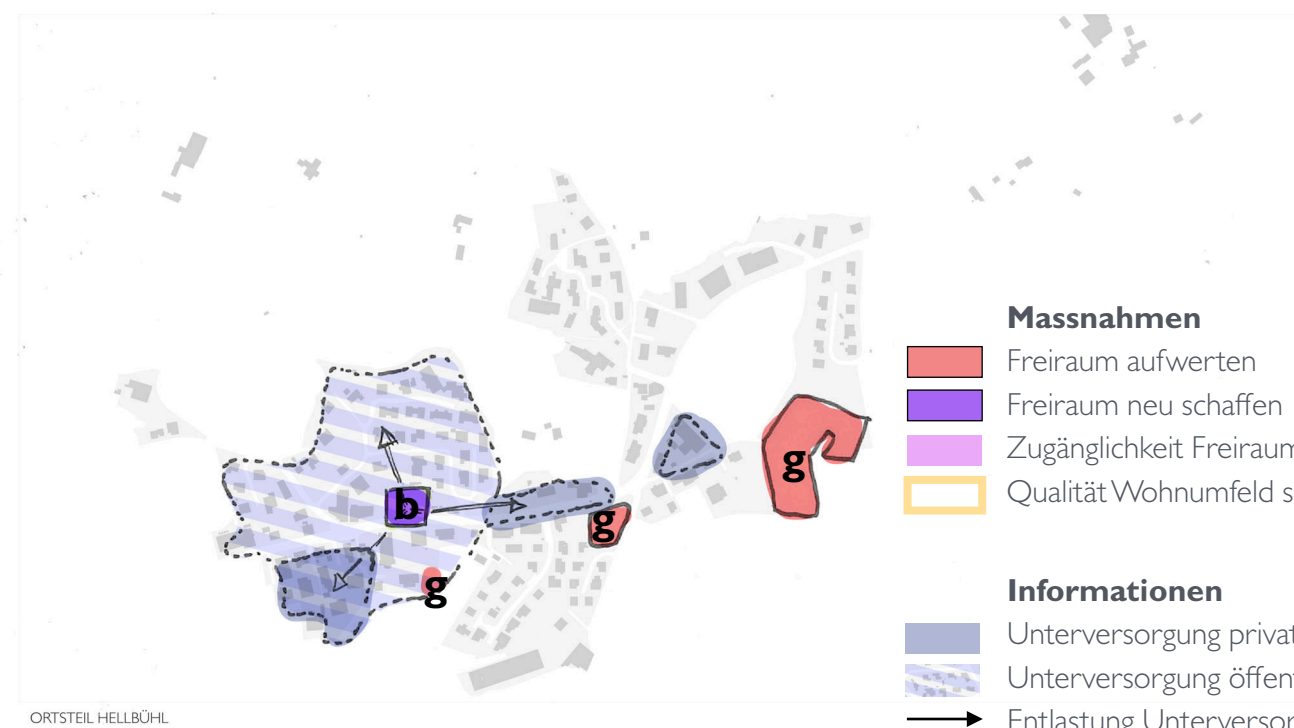 b
g
g
g
Massnahmen
Freiraum aufwerten
Freiraum neu schaffen
Zugänglichkeit Freiraum
Qualität Wohnumfeld s
Informationen
Unterversorgung privat
Unterversorgung öffent
Entlastung Unterversor
ORTSTEIL HELLBÜHL